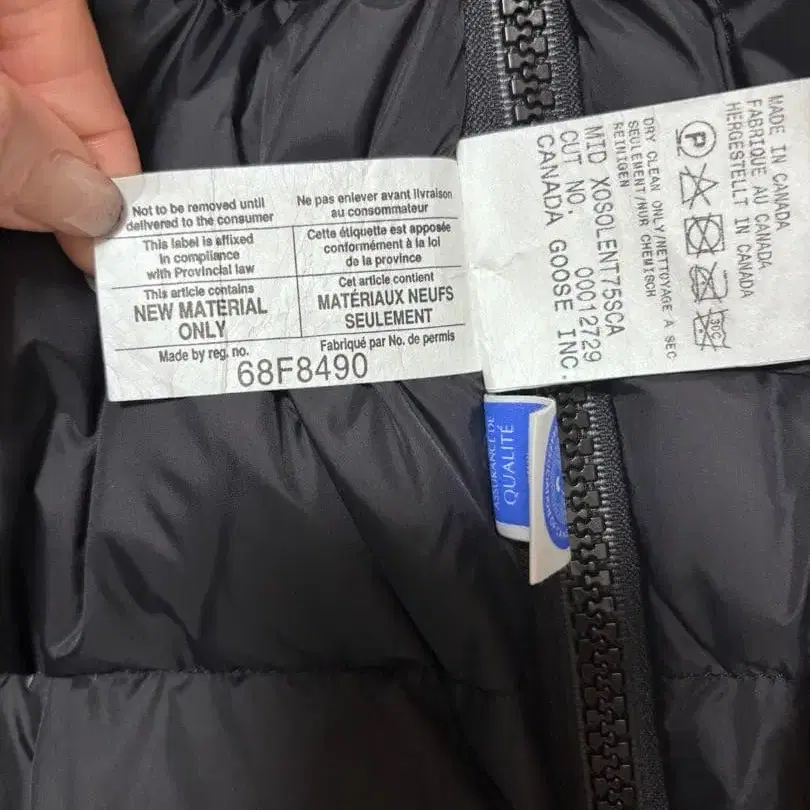 Not to be removed until
delivered to the consumer
Ne pas enlever avant livraison
au consommateur
This label is affixed
in compliance
with Provincial law
Cette étiquette est apposée
conformément à la loi
de la province
This article contains
NEW MATERIAL
ONLY
Cet article contient
MATÉRIAUX NEUFS
SEULEMENT
Made by reg. no.
Fabriqué par No. de permis
68F8490
MADE IN CANADA
FABRIQUE AU CANADA
HERGESTELLT IN CANADA
P
30C
DRY CLEAN ONLY/NETTOYAGE A SEC
SEULEMENT/NUR CHEMISCH
REINIGEN
MID XOSOLENT75SCA
CUT NO. 00012729
CANADA GOOSE INC.
ASSURANCE DE
QUALITÉ